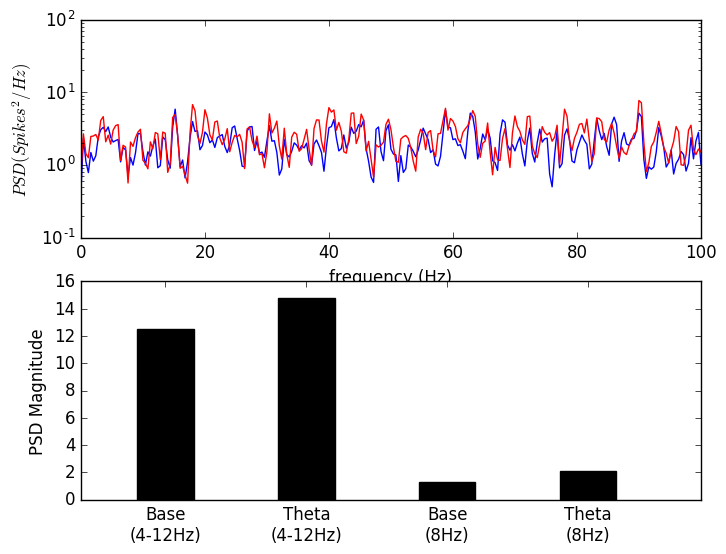 10^2
10^1
10^0
10^-1
PSD(Spikes^2/Hz)
0 20 40 60 80 100
frequency (Hz)
16
14
12
10
8
6
4
2
0
PSD Magnitude
Base Theta Base Theta
(4-12Hz) (4-12Hz) (8Hz) (8Hz)